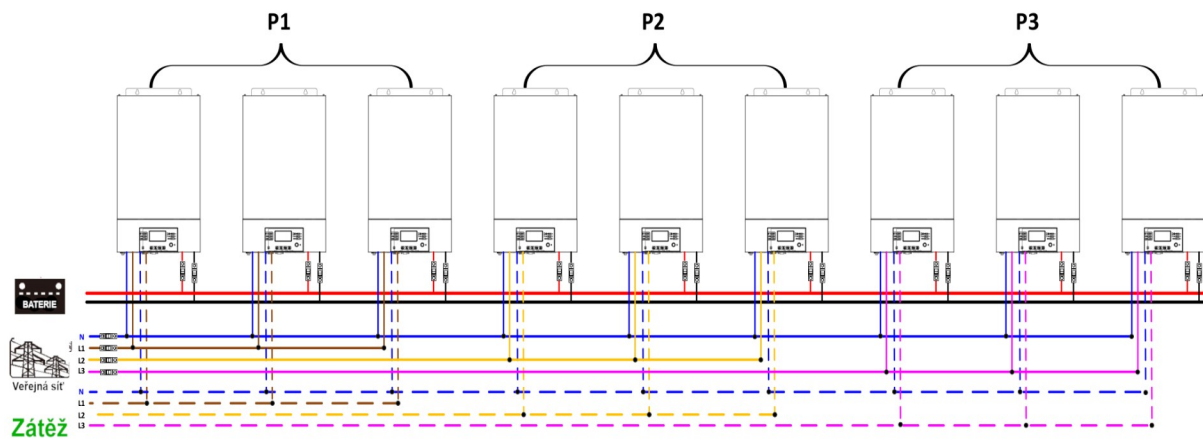 P1
P2
P3
BATERIE
N
L1
L2
L3
Veřejná síť
N
L1
L2
L3
Zátěž